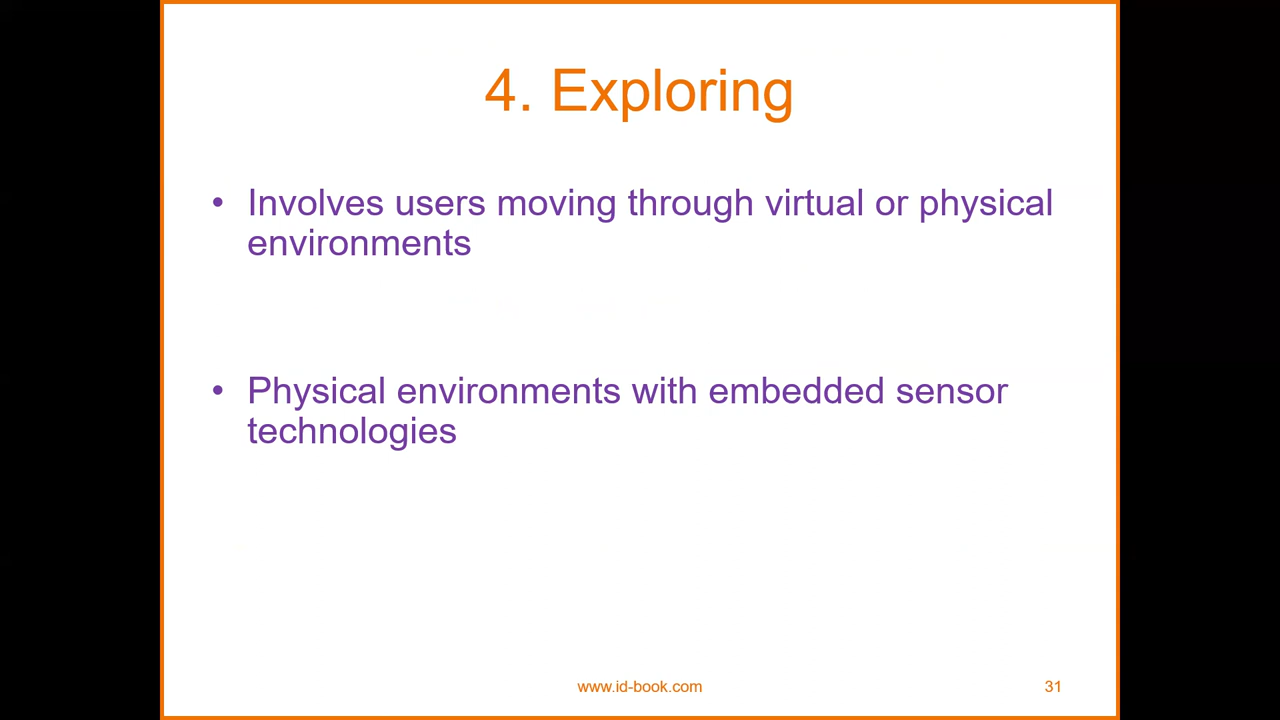 4. Exploring
• Involves users moving through virtual or physical
environments
• Physical environments with embedded sensor
technologies
www.id-book.com
31